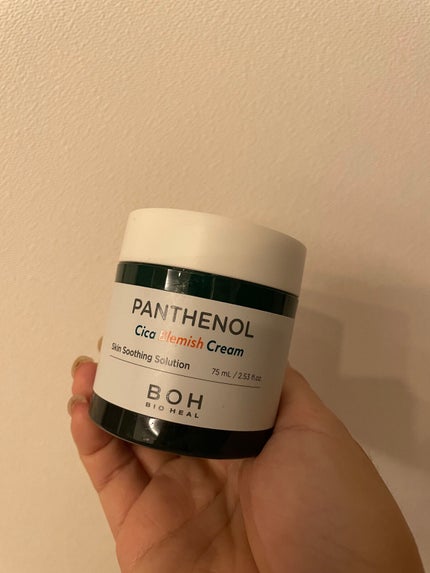 PANTHENOL
Cica Blemish Cream
Skin Soothing Solution
75 mL / 2.53 fl.oz
BOH
BIO HEAL